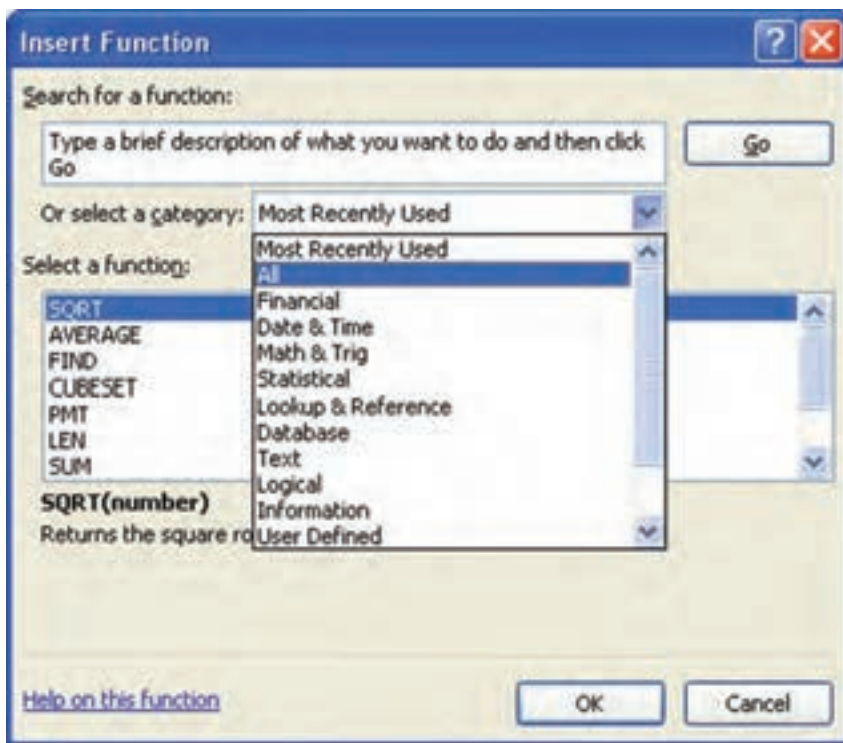 Insert Function
Search for a function:
Type a brief description of what you want to do and then click
Go
Go
Or select a category: Most Recently Used
Most Recently Used
All
Select a function:
Financial
Date & Time
Math & Trig
Statistical
Lookup & Reference
Database
Text
Logical
Information
User Defined
SQRT
AVERAGE
FIND
CUBESET
PMT
LEN
SUM
SQRT(number)
Returns the square
Help on this function
OK
Cancel